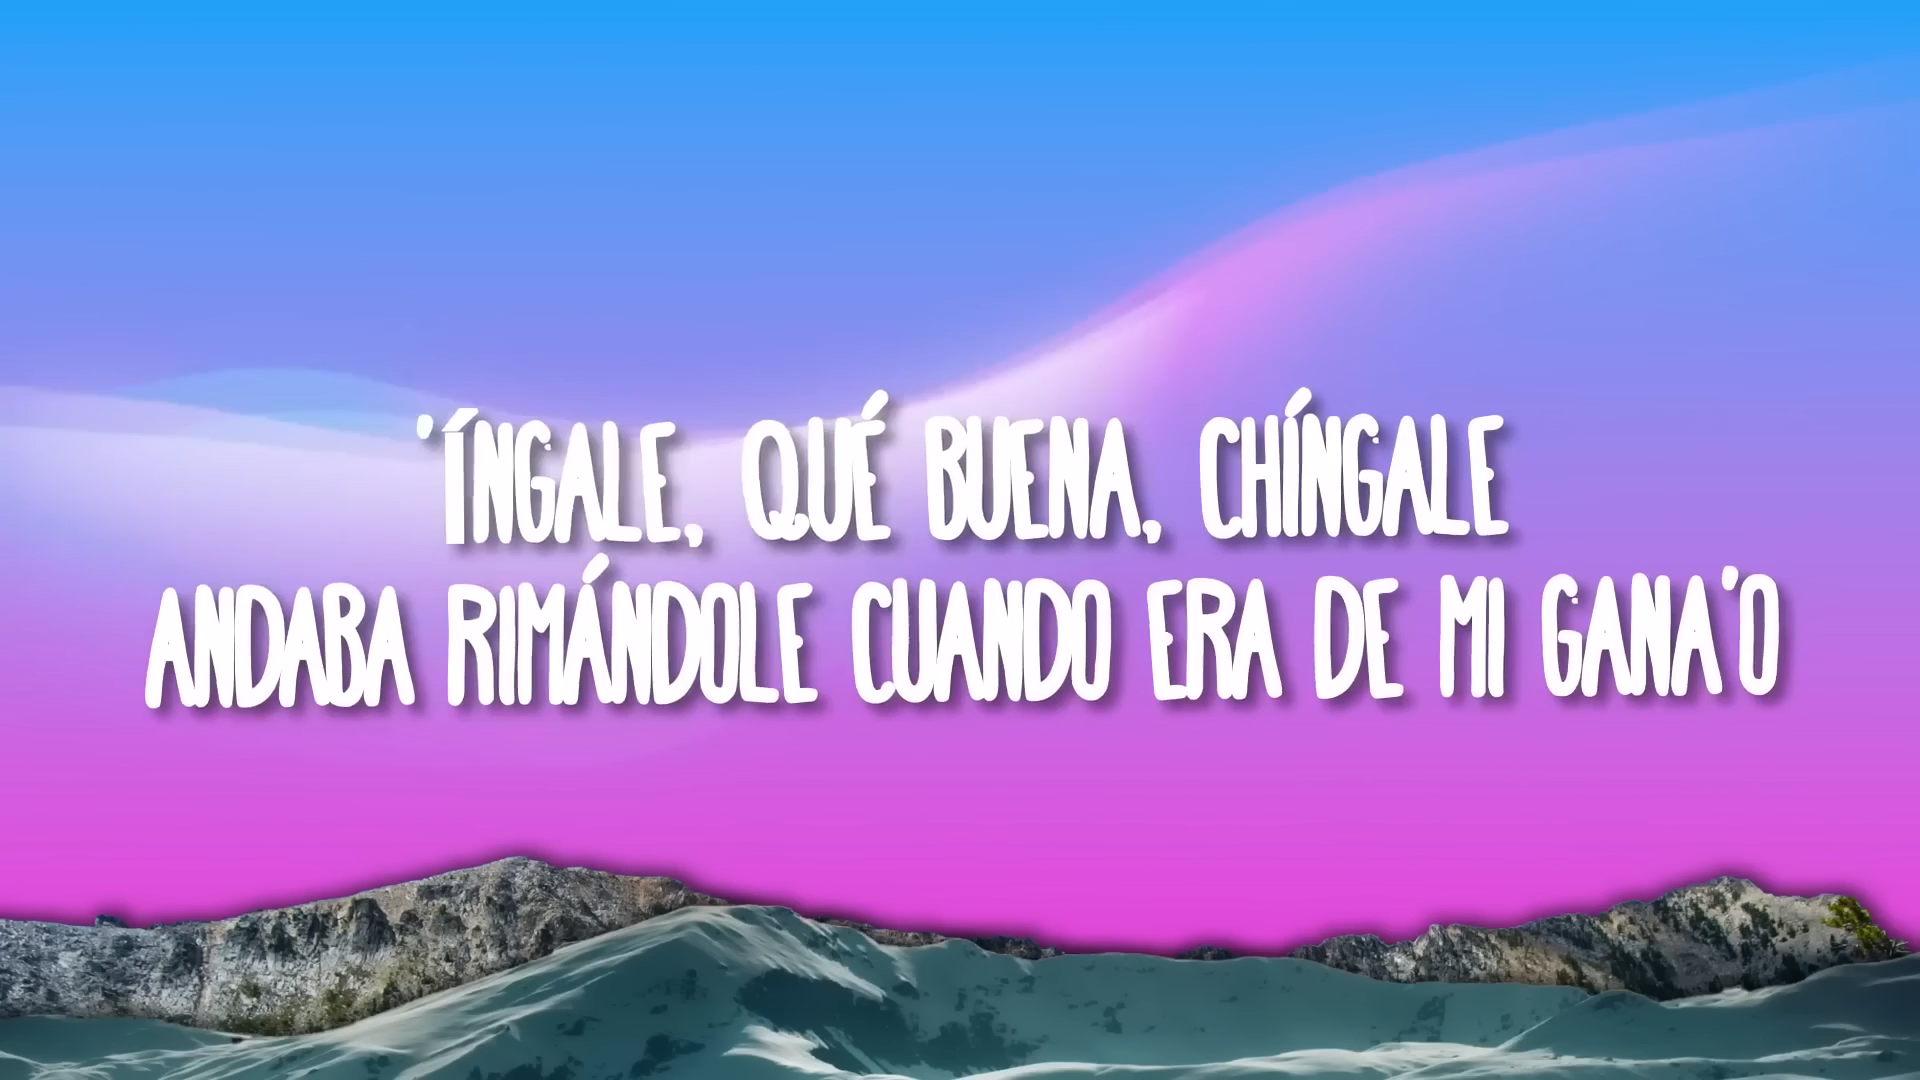 'ÍNGALE, QUÉ BUENA, CHÍNGALE
ANDABA RIMÁNDOLE CUANDO ERA DE MI GANA'O